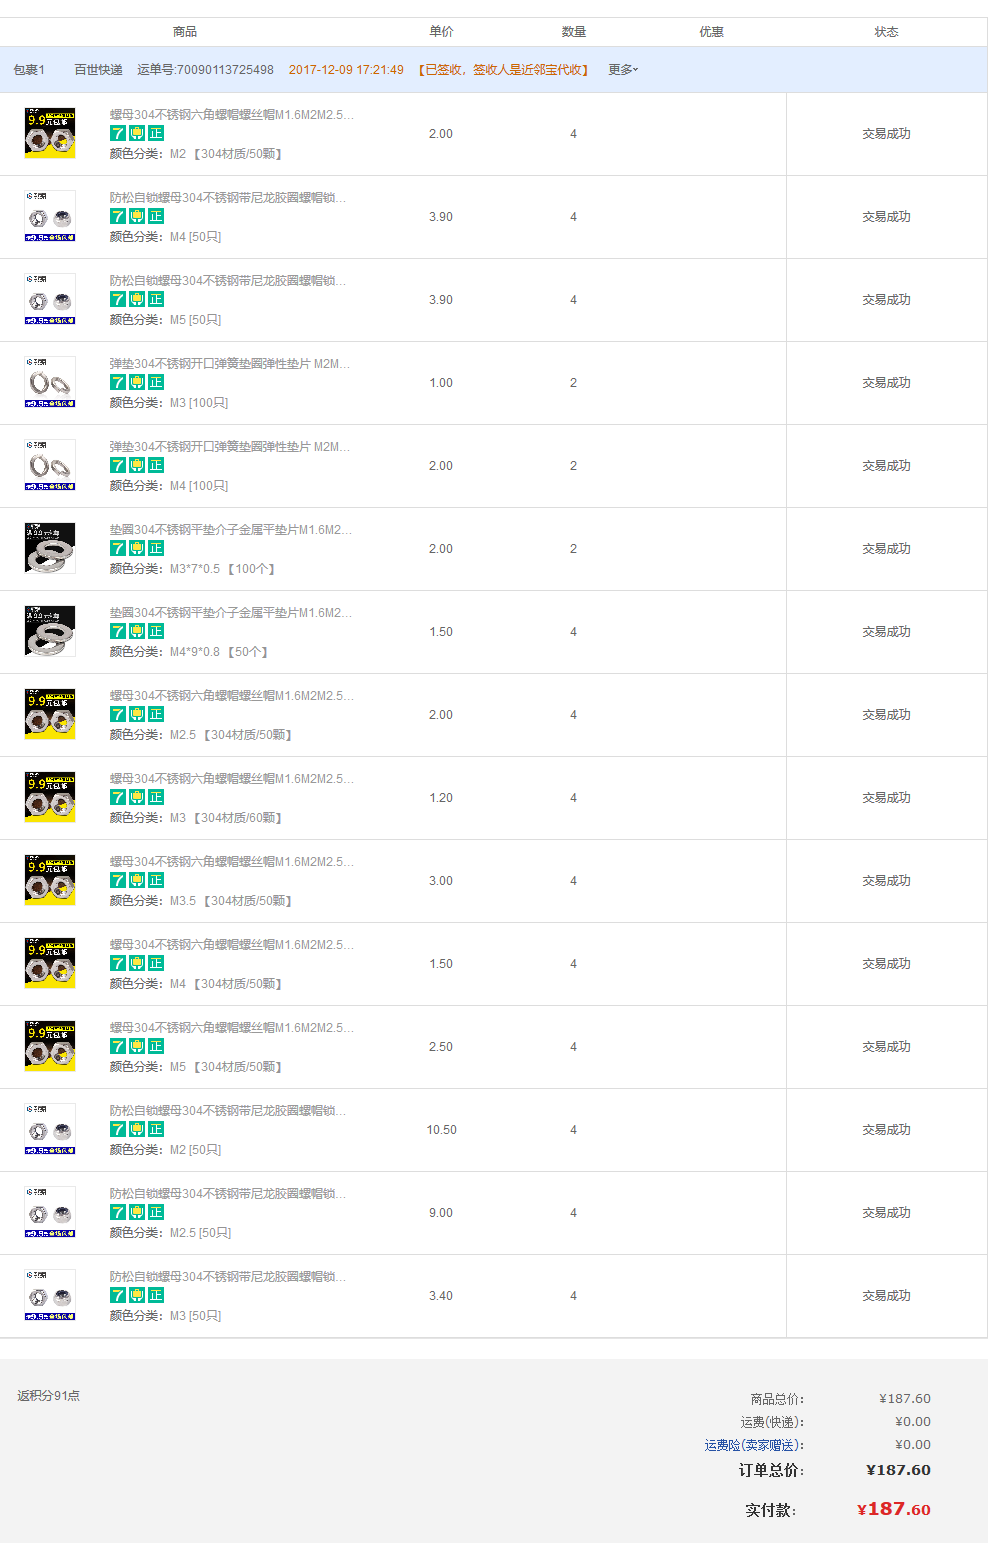 商品 单价 数量 优惠 状态
包裹1 百世快递 运单号:70090113725498 2017-12-09 17:21:49 【已签收，签收人是近邻宝代收】 更多
螺母304不锈钢六角螺帽螺丝帽M1.6M2M2.5...
7 正
2.00 4 交易成功
颜色分类：M2 【304材质/50颗】
防松自锁螺母304不锈钢带尼龙胶圈螺帽锁...
7 正
3.90 4 交易成功
颜色分类：M4 [50只]
防松自锁螺母304不锈钢带尼龙胶圈螺帽锁...
7 正
3.90 4 交易成功
颜色分类：M5 [50只]
弹垫304不锈钢开口弹簧垫圈弹性垫片 M2M...
7 正
1.00 2 交易成功
颜色分类：M3 [100只]
弹垫304不锈钢开口弹簧垫圈弹性垫片 M2M...
7 正
2.00 2 交易成功
颜色分类：M4 [100只]
垫圈304不锈钢平垫介子金属平垫片M1.6M2...
7 正
2.00 2 交易成功
颜色分类：M3*7*0.5 【100个】
垫圈304不锈钢平垫介子金属平垫片M1.6M2...
7 正
1.50 4 交易成功
颜色分类：M4*9*0.8 【50个】
螺母304不锈钢六角螺帽螺丝帽M1.6M2M2.5...
7 正
2.00 4 交易成功
颜色分类：M2.5 【304材质/50颗】
螺母304不锈钢六角螺帽螺丝帽M1.6M2M2.5...
7 正
1.20 4 交易成功
颜色分类：M3 【304材质/60颗】
螺母304不锈钢六角螺帽螺丝帽M1.6M2M2.5...
7 正
3.00 4 交易成功
颜色分类：M3.5 【304材质/50颗】
螺母304不锈钢六角螺帽螺丝帽M1.6M2M2.5...
7 正
1.50 4 交易成功
颜色分类：M4 【304材质/50颗】
螺母304不锈钢六角螺帽螺丝帽M1.6M2M2.5...
7 正
2.50 4 交易成功
颜色分类：M5 【304材质/50颗】
防松自锁螺母304不锈钢带尼龙胶圈螺帽锁...
7 正
10.50 4 交易成功
颜色分类：M2 [50只]
防松自锁螺母304不锈钢带尼龙胶圈螺帽锁...
7 正
9.00 4 交易成功
颜色分类：M2.5 [50只]
防松自锁螺母304不锈钢带尼龙胶圈螺帽锁...
7 正
3.40 4 交易成功
颜色分类：M3 [50只]
返积分91点
商品总价： ¥187.60
运费(快递)： ¥0.00
运费险(卖家赠送)： ¥0.00
订单总价： ¥187.60
实付款： ¥187.60